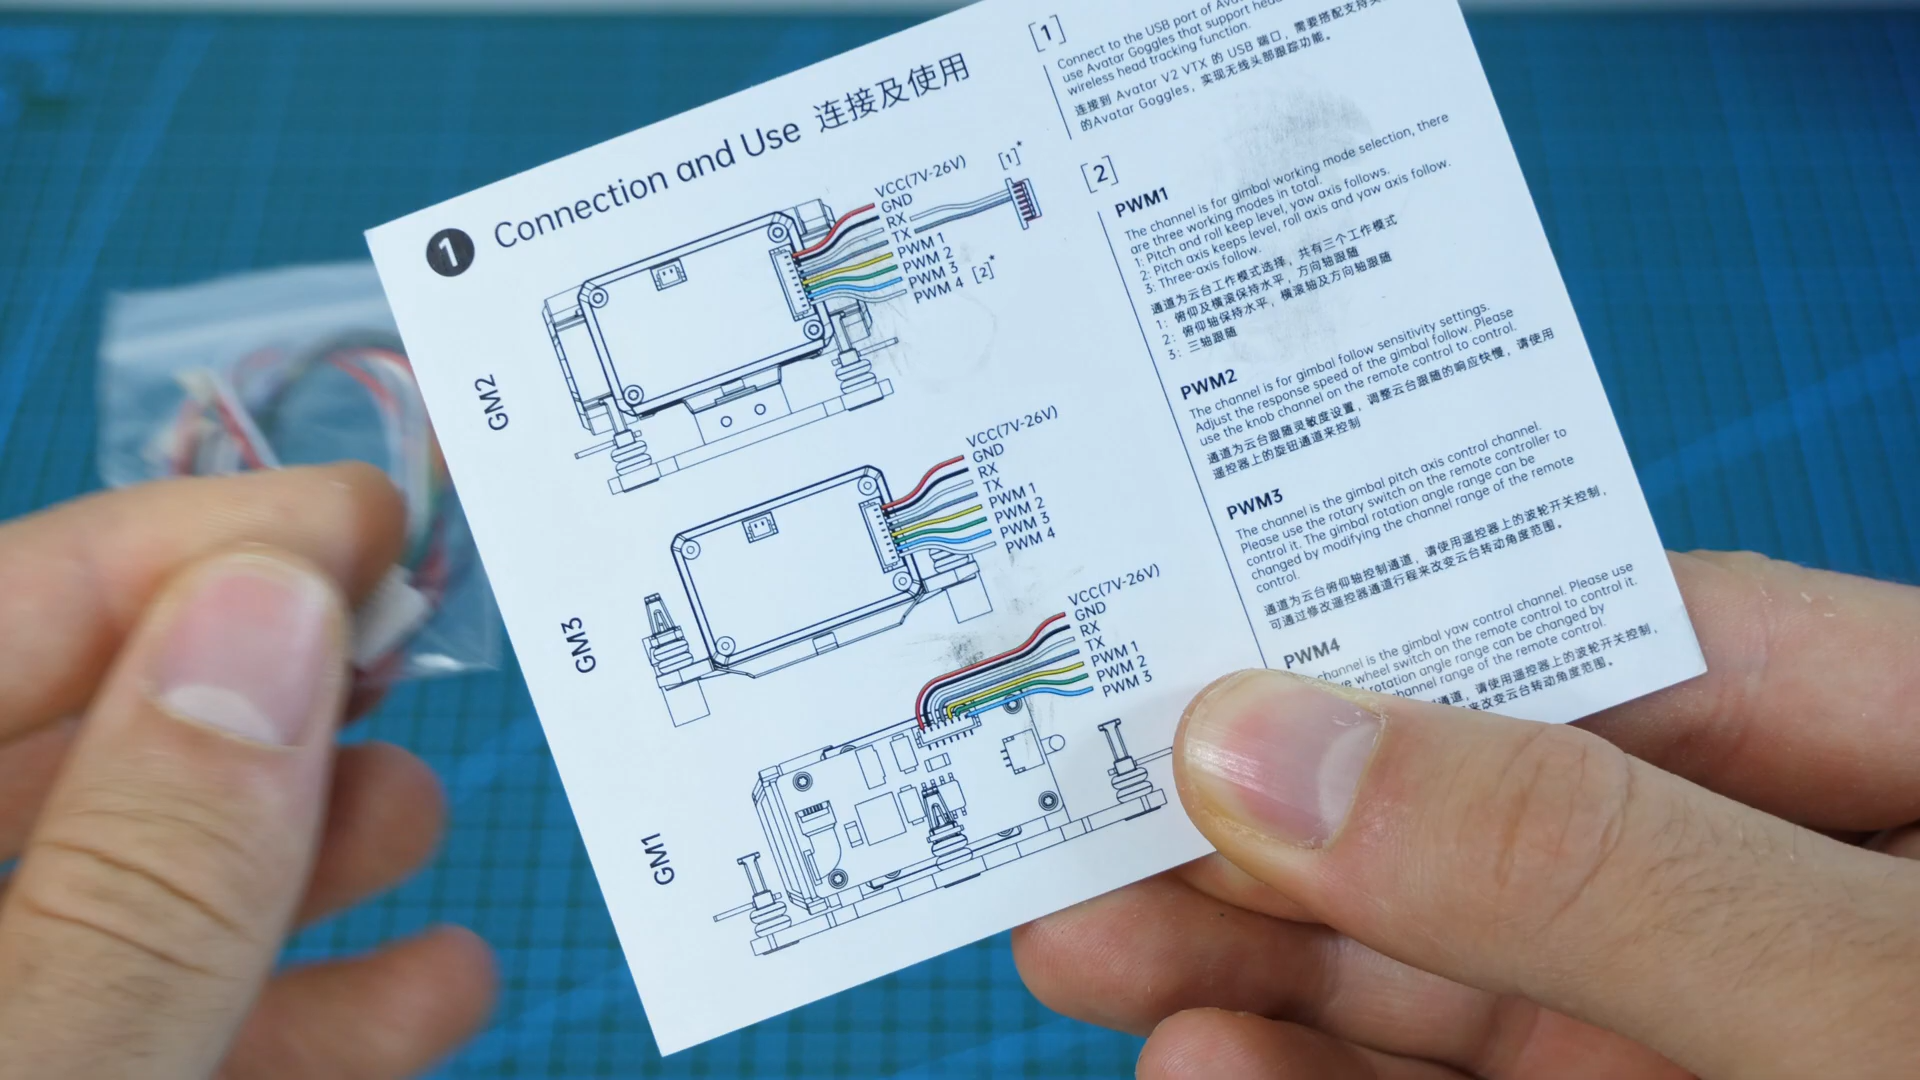 1 Connection and Use 连接及使用
GM2
VCC(7V-26V)
GND
RX
TX
PWM 1
PWM 2
PWM 3
PWM 4
[1]*
[2]*
GM3
VCC(7V-26V)
GND
RX
TX
PWM 1
PWM 2
PWM 3
PWM 4
GM1
VCC(7V-26V)
GND
RX
TX
PWM 1
PWM 2
PWM 3
[1]
Connect to the USB port of
use Avatar Goggles that support
wireless head tracking function.
连接到 Avatar V2 VTX 的 USB 端口，需要搭配支持
的Avatar Goggles，实现无线头部跟踪功能。
[2]
PWM1
The channel is for gimbal working mode selection, there
are three working modes in total.
1: Pitch and roll keep level, yaw axis follows.
2: Pitch axis keeps level, roll axis and yaw axis follow.
3: Three-axis follow.
通道为云台工作模式选择，共有三个工作模式
1：俯仰及横滚保持水平，方向轴跟随
2：俯仰轴保持水平，横滚轴及方向轴跟随
3：三轴跟随
PWM2
The channel is for gimbal follow sensitivity settings.
Adjust the response speed of the gimbal follow. Please
use the knob channel on the remote control to control.
通道为云台跟随灵敏度设置，调整云台跟随的响应快慢，请使用
遥控器上的旋钮通道来控制
PWM3
The channel is the gimbal pitch axis control channel.
Please use the rotary switch on the remote controller to
control it. The gimbal rotation angle range can be
changed by modifying the channel range of the remote
control.
通道为云台俯仰轴控制通道，请使用遥控器上的波轮开关控制，
可通过修改遥控器通道行程来改变云台转动角度范围。
PWM4
channel is the gimbal yaw control channel. Please use
wheel switch on the remote control to control it.
rotation angle range can be changed by
channel range of the remote control.
通道，请使用遥控器上的波轮开关控制，
来改变云台转动角度范围。